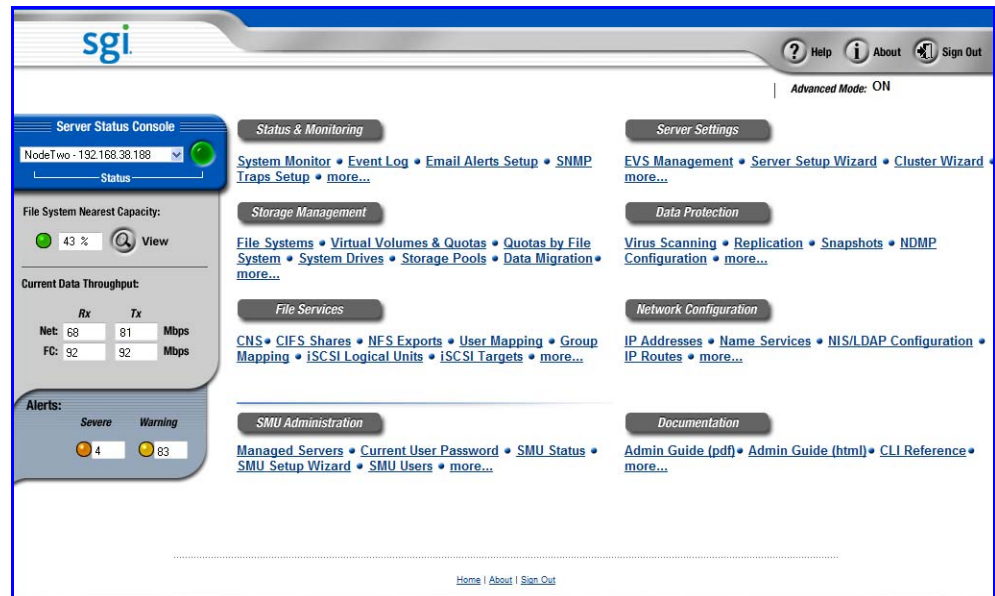 sgi
Help About Sign Out
Advanced Mode: ON
Server Status Console
NodeTwo - 192.168.38.188
Status
File System Nearest Capacity:
43 % View
Current Data Throughput:
Rx Tx
Net: 68 81 Mbps
FC: 92 92 Mbps
Alerts:
Severe Warning
4 83
Status & Monitoring
System Monitor • Event Log • Email Alerts Setup • SNMP
Traps Setup • more...
Server Settings
EVS Management • Server Setup Wizard • Cluster Wizard •
more...
Storage Management
File Systems • Virtual Volumes & Quotas • Quotas by File
System • System Drives • Storage Pools • Data Migration •
more...
Data Protection
Virus Scanning • Replication • Snapshots • NDMP
Configuration • more...
File Services
CNS • CIFS Shares • NFS Exports • User Mapping • Group
Mapping • iSCSI Logical Units • iSCSI Targets • more...
Network Configuration
IP Addresses • Name Services • NIS/LDAP Configuration •
IP Routes • more...
SMU Administration
Managed Servers • Current User Password • SMU Status •
SMU Setup Wizard • SMU Users • more...
Documentation
Admin Guide (pdf) • Admin Guide (html) • CLI Reference •
more...
Home | About | Sign Out